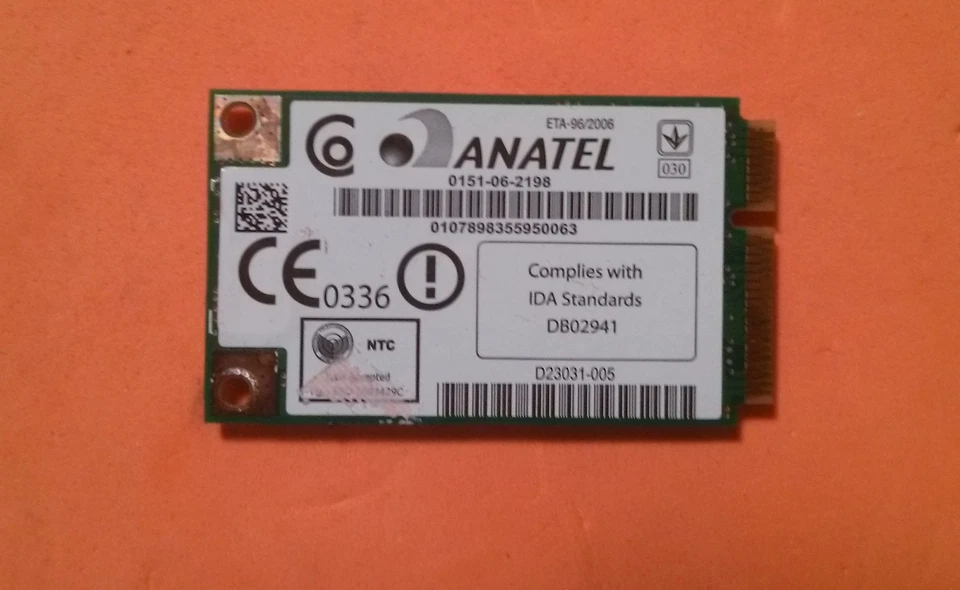 ETA-96/2006
ANATEL
030
0151-06-2198
0107898355950063
CE 0336
Complies with
IDA Standards
DB02941
NTC
D23031-005